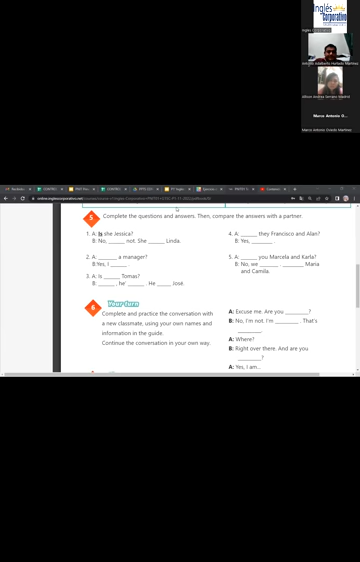 Inglés
Corporativo
Marco Antonio O...
Marco Antonio Oviedo Martinez
5 Complete the questions and answers. Then, compare the answers with a partner.
1. A: Is she Jessica?
B: No, ______ not. She ______ Linda.
2. A: ______ a manager?
B:Yes, I ______
3. A: Is ______ Tomas?
B: ______ , he' ______ . He ______ José.
4. A: ______ they Francisco and Alan?
B: Yes, ______ .
5. A: ______ you Marcela and Karla?
B: No, we ______ . ______ Maria
and Camila.
6 Your turn
Complete and practice the conversation with
a new classmate, using your own names and
information in the guide.
Continue the conversation in your own way.
A: Excuse me. Are you ________?
B: No, I'm not. I'm ________ . That's
________.
A: Where?
B: Right over there. And are you
________?
A: Yes, I am...